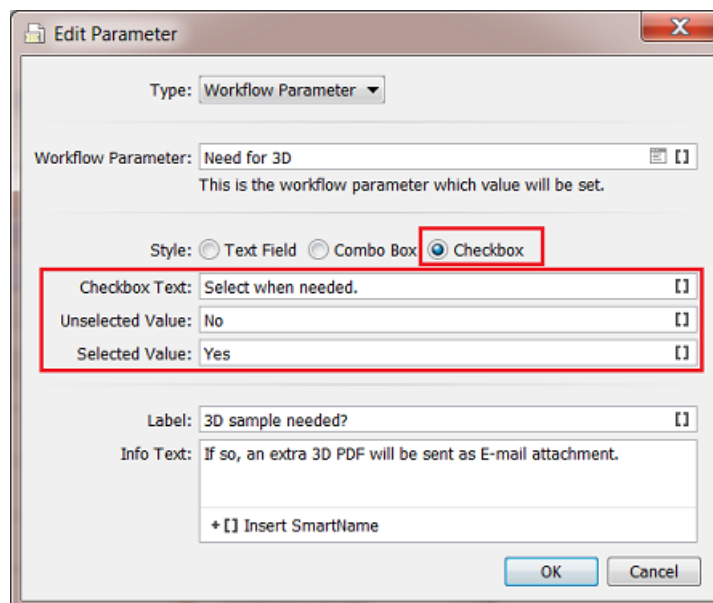 Edit Parameter
Type: Workflow Parameter
Workflow Parameter: Need for 3D
This is the workflow parameter which value will be set.
Style: Text Field Combo Box Checkbox
Checkbox Text: Select when needed. []
Unselected Value: No []
Selected Value: Yes []
Label: 3D sample needed? []
Info Text: If so, an extra 3D PDF will be sent as E-mail attachment.
+ [] Insert SmartName
OK Cancel